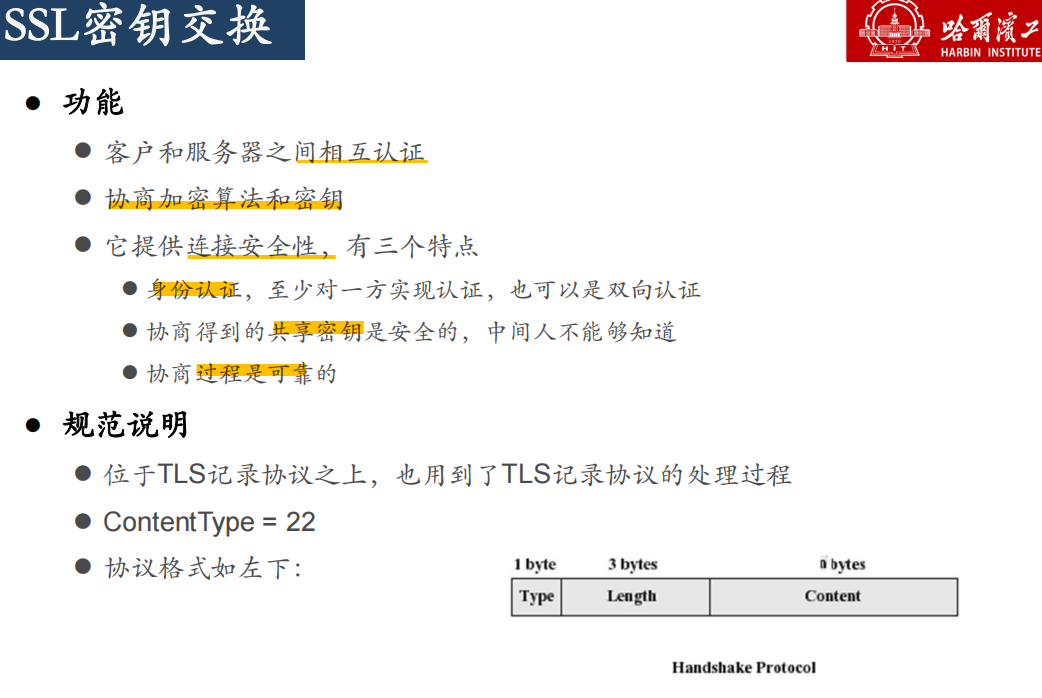 SSL密钥交换
哈爾濱工
HARBIN INSTITUTE
1920
HIT
功能
客户和服务器之间相互认证
协商加密算法和密钥
它提供连接安全性，有三个特点
身份认证，至少对一方实现认证，也可以是双向认证
协商得到的共享密钥是安全的，中间人不能够知道
协商过程是可靠的
规范说明
位于TLS记录协议之上，也用到了TLS记录协议的处理过程
ContentType = 22
协议格式如左下：
1 byte 3 bytes bytes
Type Length Content
Handshake Protocol